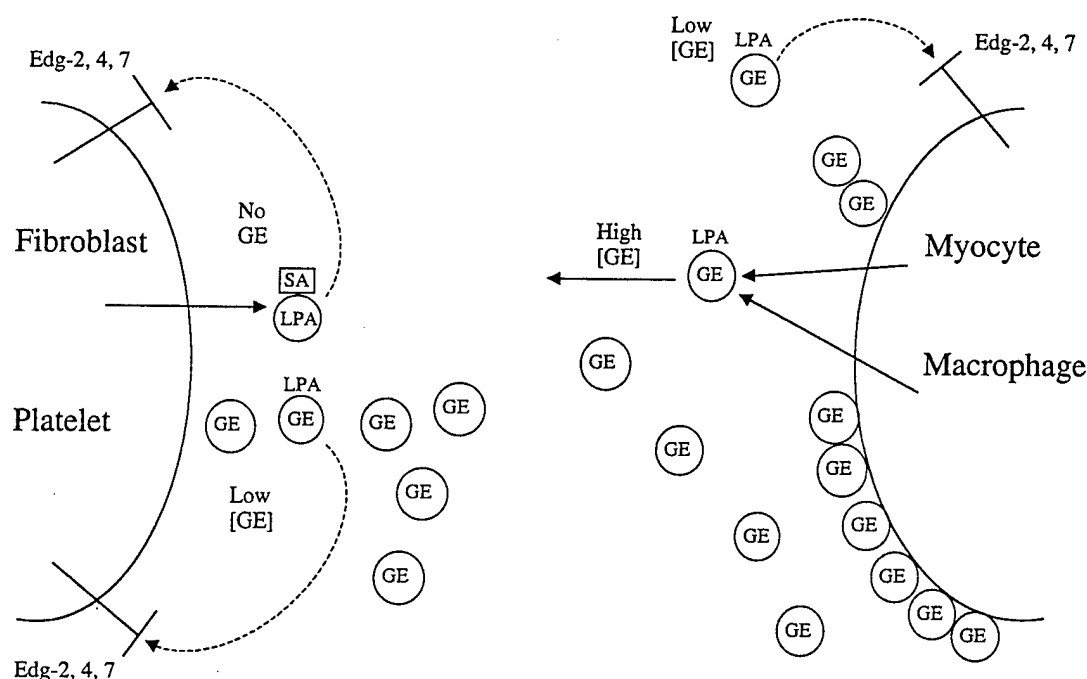 Edg-2, 4, 7
Fibroblast
No
GE
SA
LPA
Platelet
LPA
GE
GE
GE
GE
GE
GE
Low
[GE]
Edg-2, 4, 7
Low
[GE]
LPA
GE
Edg-2, 4, 7
GE
GE
High
[GE]
LPA
GE
Myocyte
Macrophage
GE
GE
GE
GE
GE
GE
GE
GE
GE
GE